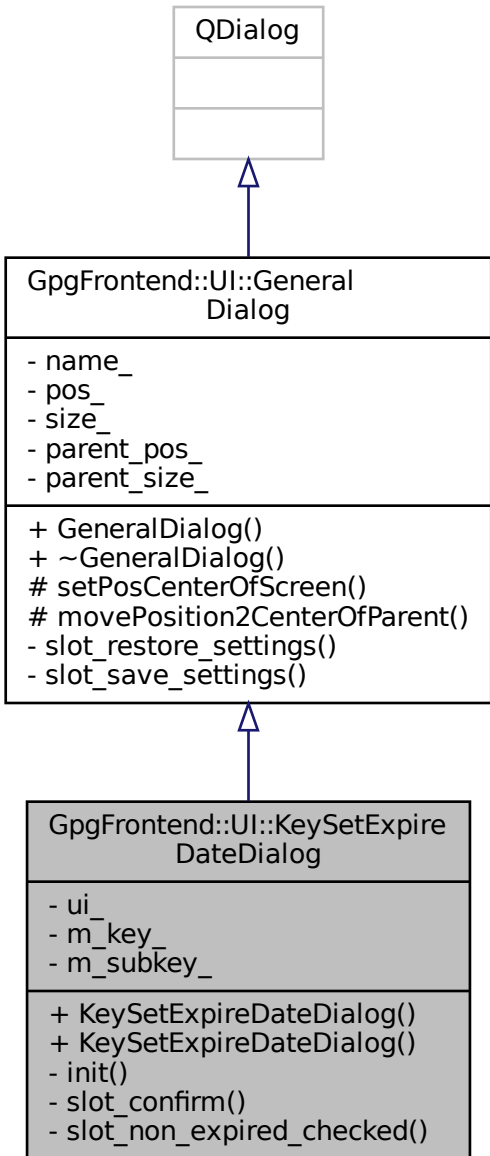 QDialog
GpgFrontend::UI::General
Dialog
- name_
- pos_
- size_
- parent_pos_
- parent_size_
+ GeneralDialog()
+ ~GeneralDialog()
# setPosCenterOfScreen()
# movePosition2CenterOfParent()
- slot_restore_settings()
- slot_save_settings()
GpgFrontend::UI::KeySetExpire
DateDialog
- ui_
- m_key_
- m_subkey_
+ KeySetExpireDateDialog()
+ KeySetExpireDateDialog()
- init()
- slot_confirm()
- slot_non_expired_checked()